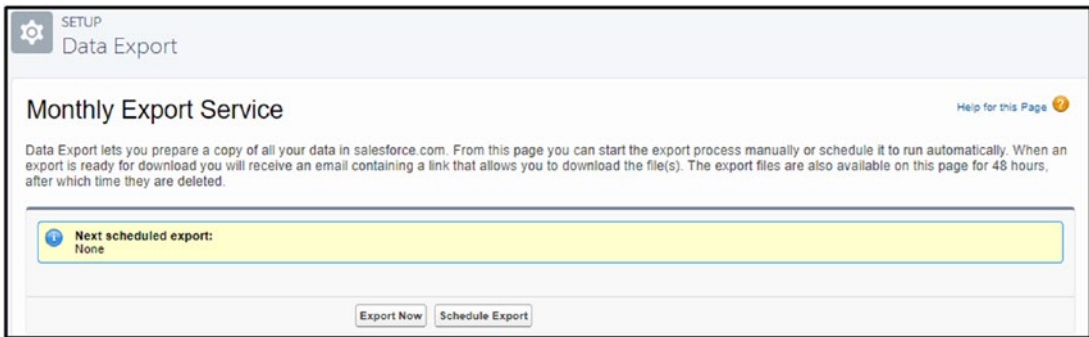 SETUP
Data Export
Monthly Export Service
Help for this Page ?
Data Export lets you prepare a copy of all your data in salesforce.com. From this page you can start the export process manually or schedule it to run automatically. When an
export is ready for download you will receive an email containing a link that allows you to download the file(s). The export files are also available on this page for 48 hours,
after which time they are deleted.
i Next scheduled export:
None
Export Now Schedule Export